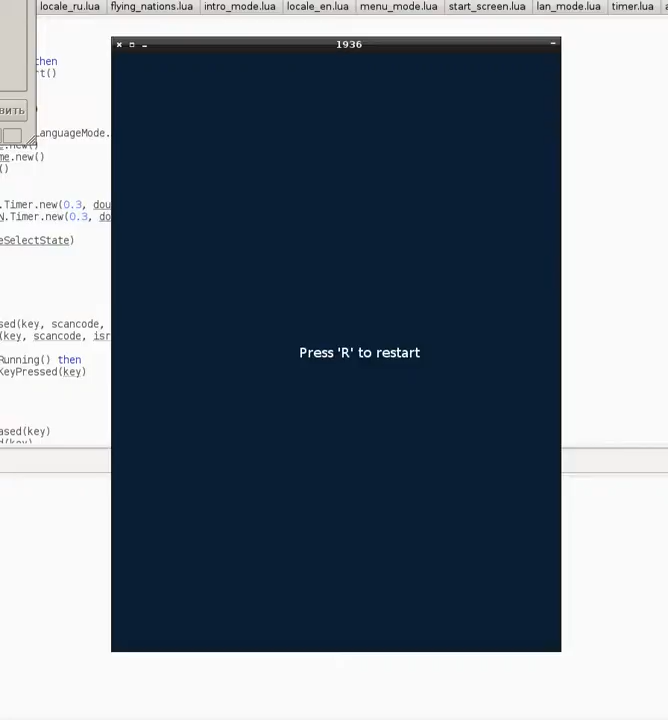 locale_ru.lua flying_nations.lua intro_mode.lua locale_en.lua menu_mode.lua start_screen.lua lan_mode.lua timer.lua
1936
then
rt()
вить
anguageMode.
me.new()
()
.Timer.new(0.3, dou
N.Timer.new(0.3, do
eSelectState)
Press 'R' to restart
sed(key, scancode,
(key, scancode, isr
Running() then
KeyPressed(key)
ased(key)